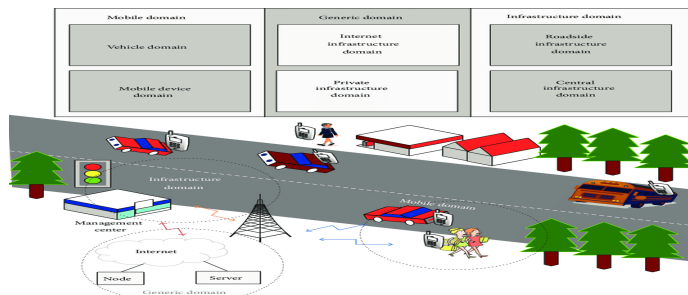 Mobile domain
Generic domain
Infrastructure domain
Vehicle domain
Internet
infrastructure
domain
Roadside
infrastructure
domain
Mobile device
domain
Private
infrastructure
domain
Central
infrastructure
domain
Infrastructure
domain
Mobile domain
Management
center
Internet
Node
Server
Generic domain